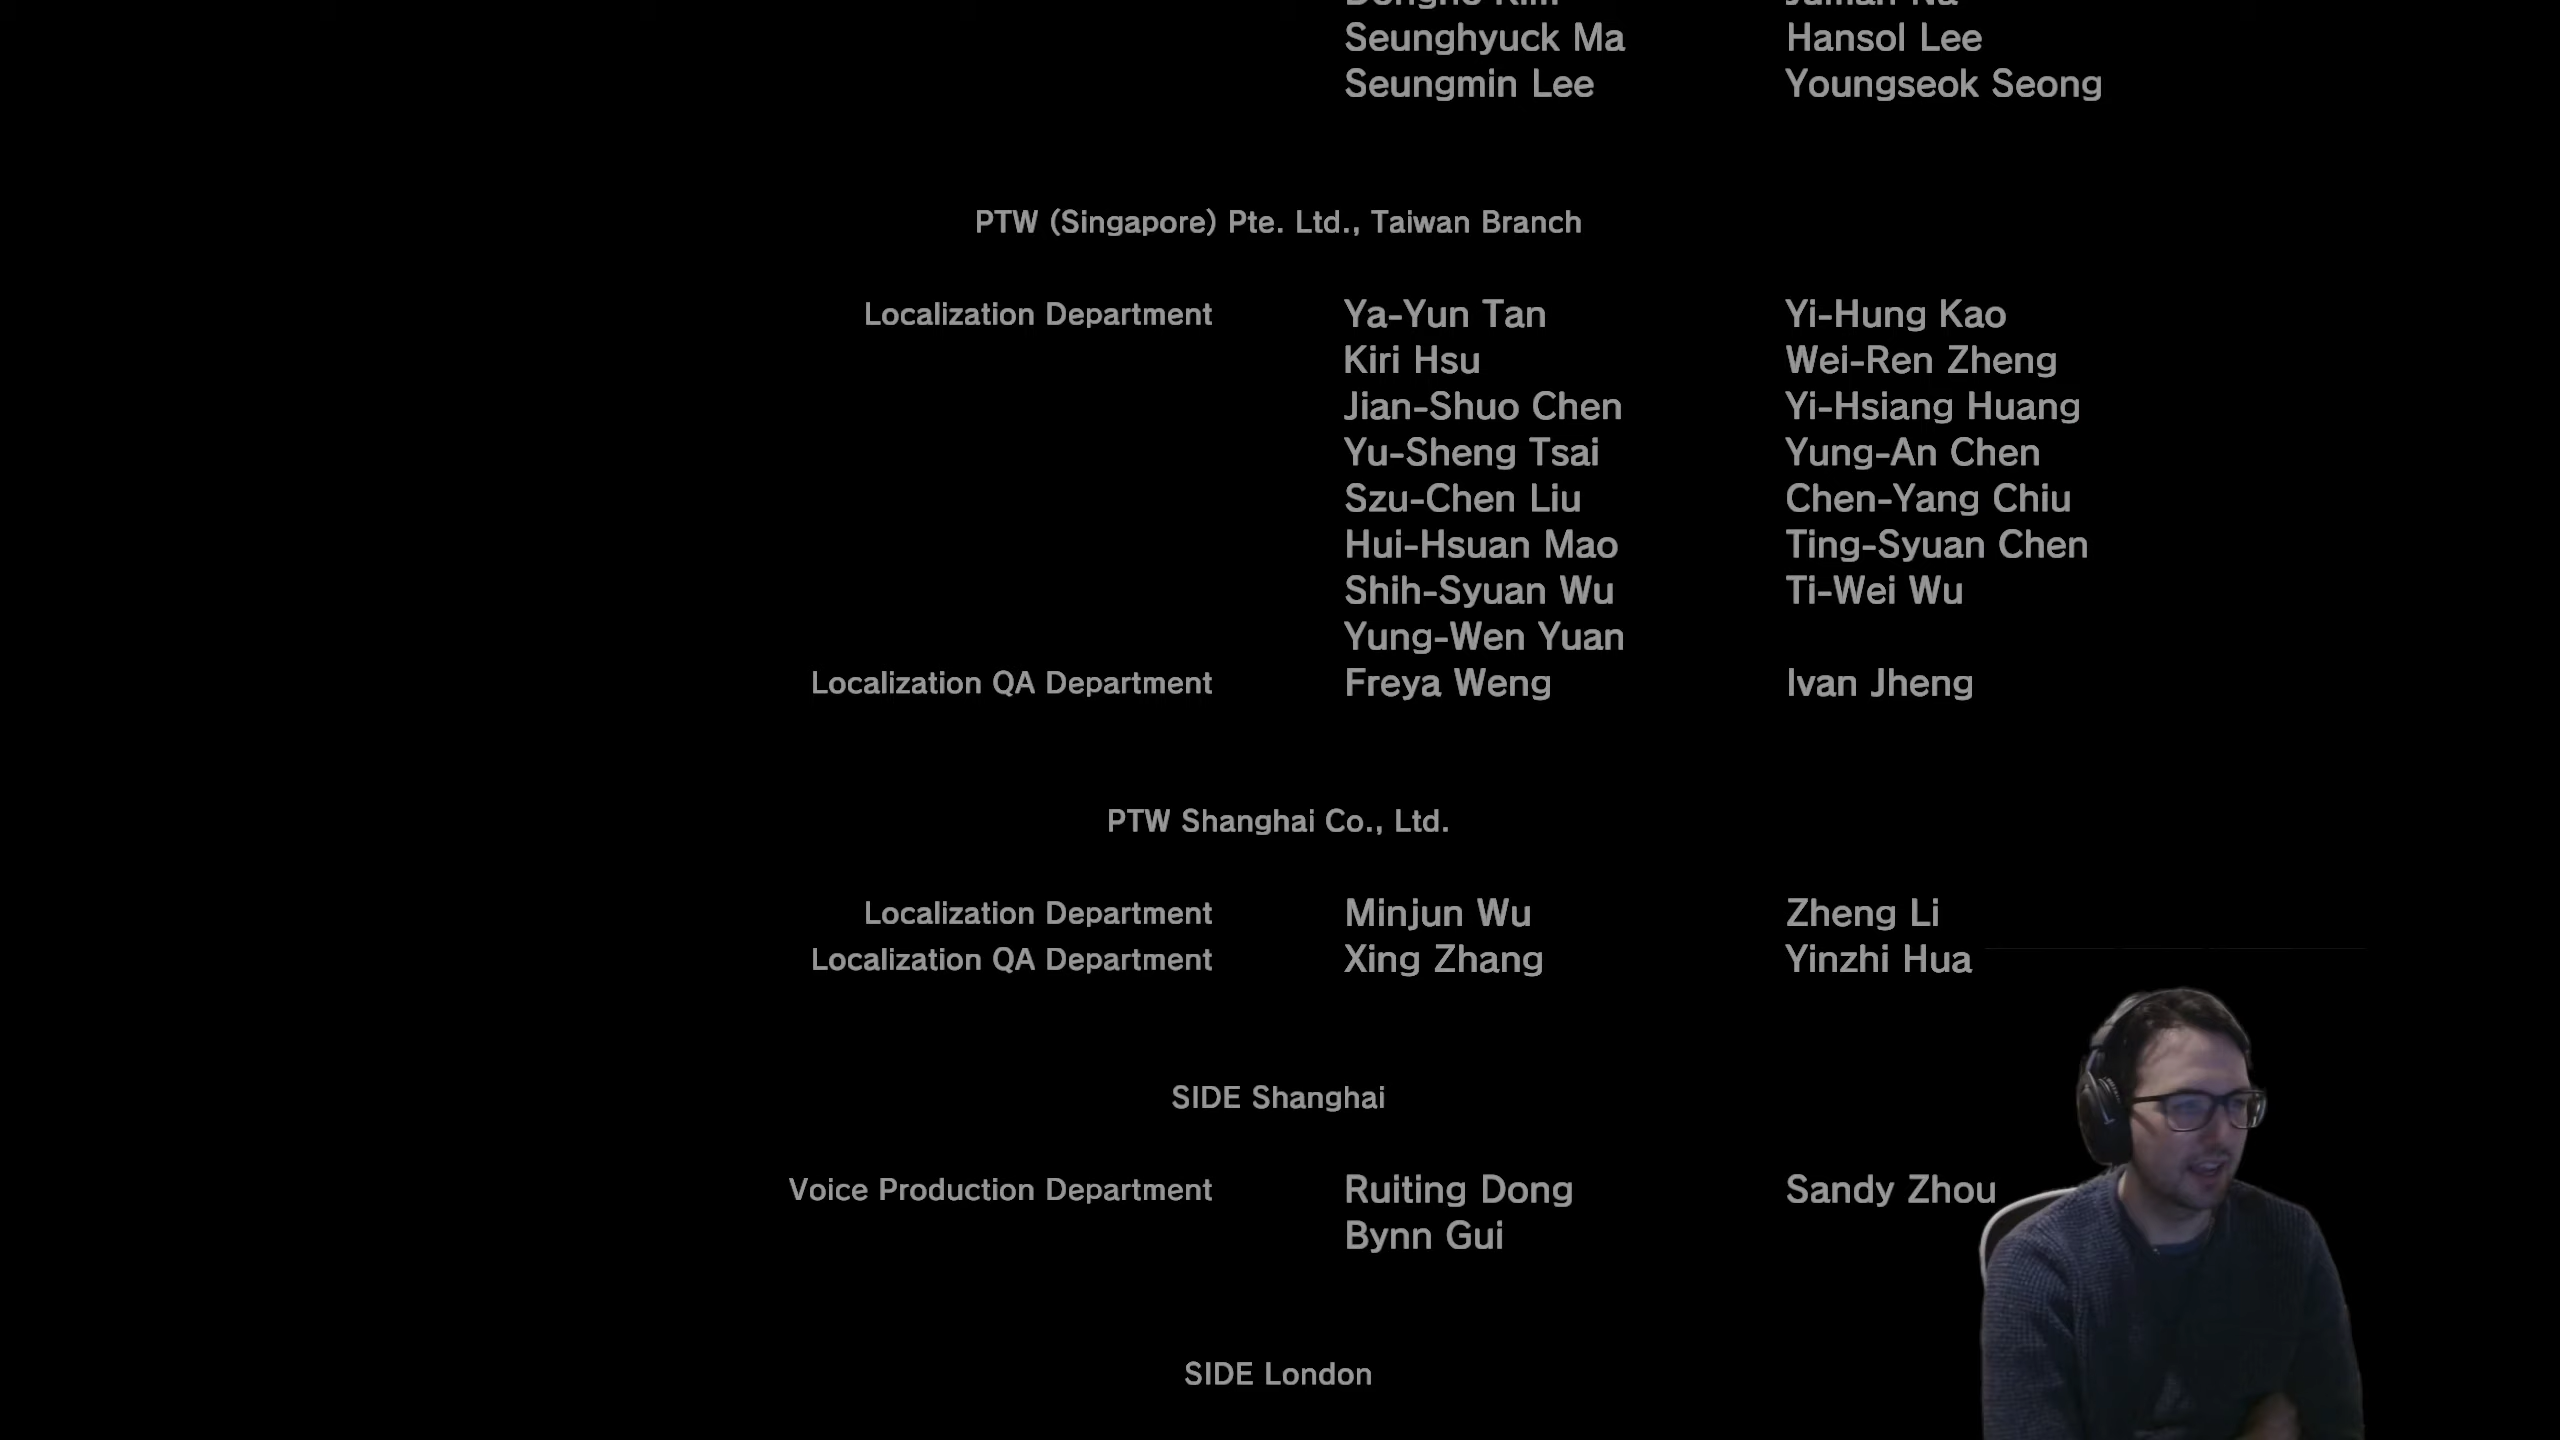 Seunghyuck Ma Hansol Lee
Seungmin Lee Youngseok Seong
PTW (Singapore) Pte. Ltd., Taiwan Branch
Localization Department Ya-Yun Tan Yi-Hung Kao
Kiri Hsu Wei-Ren Zheng
Jian-Shuo Chen Yi-Hsiang Huang
Yu-Sheng Tsai Yung-An Chen
Szu-Chen Liu Chen-Yang Chiu
Hui-Hsuan Mao Ting-Syuan Chen
Shih-Syuan Wu Ti-Wei Wu
Yung-Wen Yuan
Localization QA Department Freya Weng Ivan Jheng
PTW Shanghai Co., Ltd.
Localization Department Minjun Wu Zheng Li
Localization QA Department Xing Zhang Yinzhi Hua
SIDE Shanghai
Voice Production Department Ruiting Dong Sandy Zhou
Bynn Gui
SIDE London